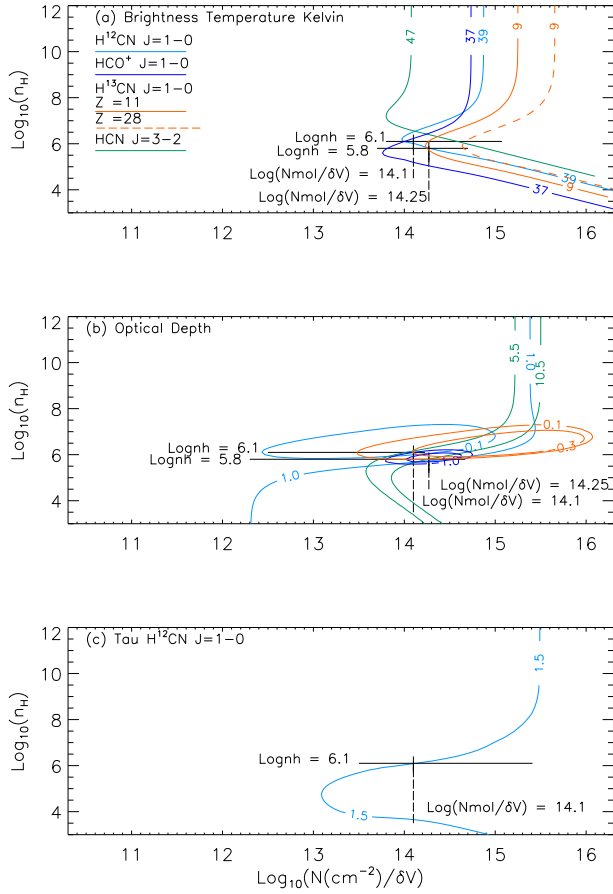 (a) Brightness Temperature Kelvin
H¹²CN J=1-0
HCO⁺ J=1-0
H¹³CN J=1-0
Z =11
Z =28
HCN J=3-2
47
37
39
9
9
Lognh = 6.1
Lognh = 5.8
Log(Nmol/δV) = 14.1
Log(Nmol/δV) = 14.25
39
9
37
Log₁₀(n_H)
12
10
8
6
4
11
12
13
14
15
16
(b) Optical Depth
5.5
1.0
10.5
0.1
0.1
0.3
1.0
1.0
Lognh = 6.1
Lognh = 5.8
Log(Nmol/δV) = 14.25
Log(Nmol/δV) = 14.1
Log₁₀(n_H)
12
10
8
6
4
11
12
13
14
15
16
(c) Tau H¹²CN J=1-0
1.5
Lognh = 6.1
Log(Nmol/δV) = 14.1
1.5
Log₁₀(n_H)
12
10
8
6
4
11
12
13
14
15
16
Log₁₀(N(cm⁻²)/δV)